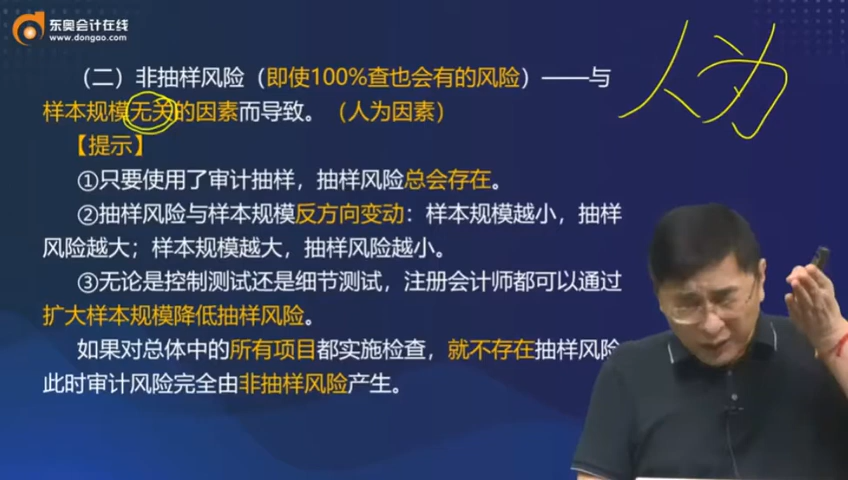 东奥会计在线
www.dongao.com
人为
（二）非抽样风险（即使100%查也会有的风险）——与
样本规模无关的因素而导致。（人为因素）
【提示】
①只要使用了审计抽样，抽样风险总会存在。
②抽样风险与样本规模反方向变动：样本规模越小，抽样
风险越大；样本规模越大，抽样风险越小。
③无论是控制测试还是细节测试，注册会计师都可以通过
扩大样本规模降低抽样风险。
如果对总体中的所有项目都实施检查，就不存在抽样风险
此时审计风险完全由非抽样风险产生。